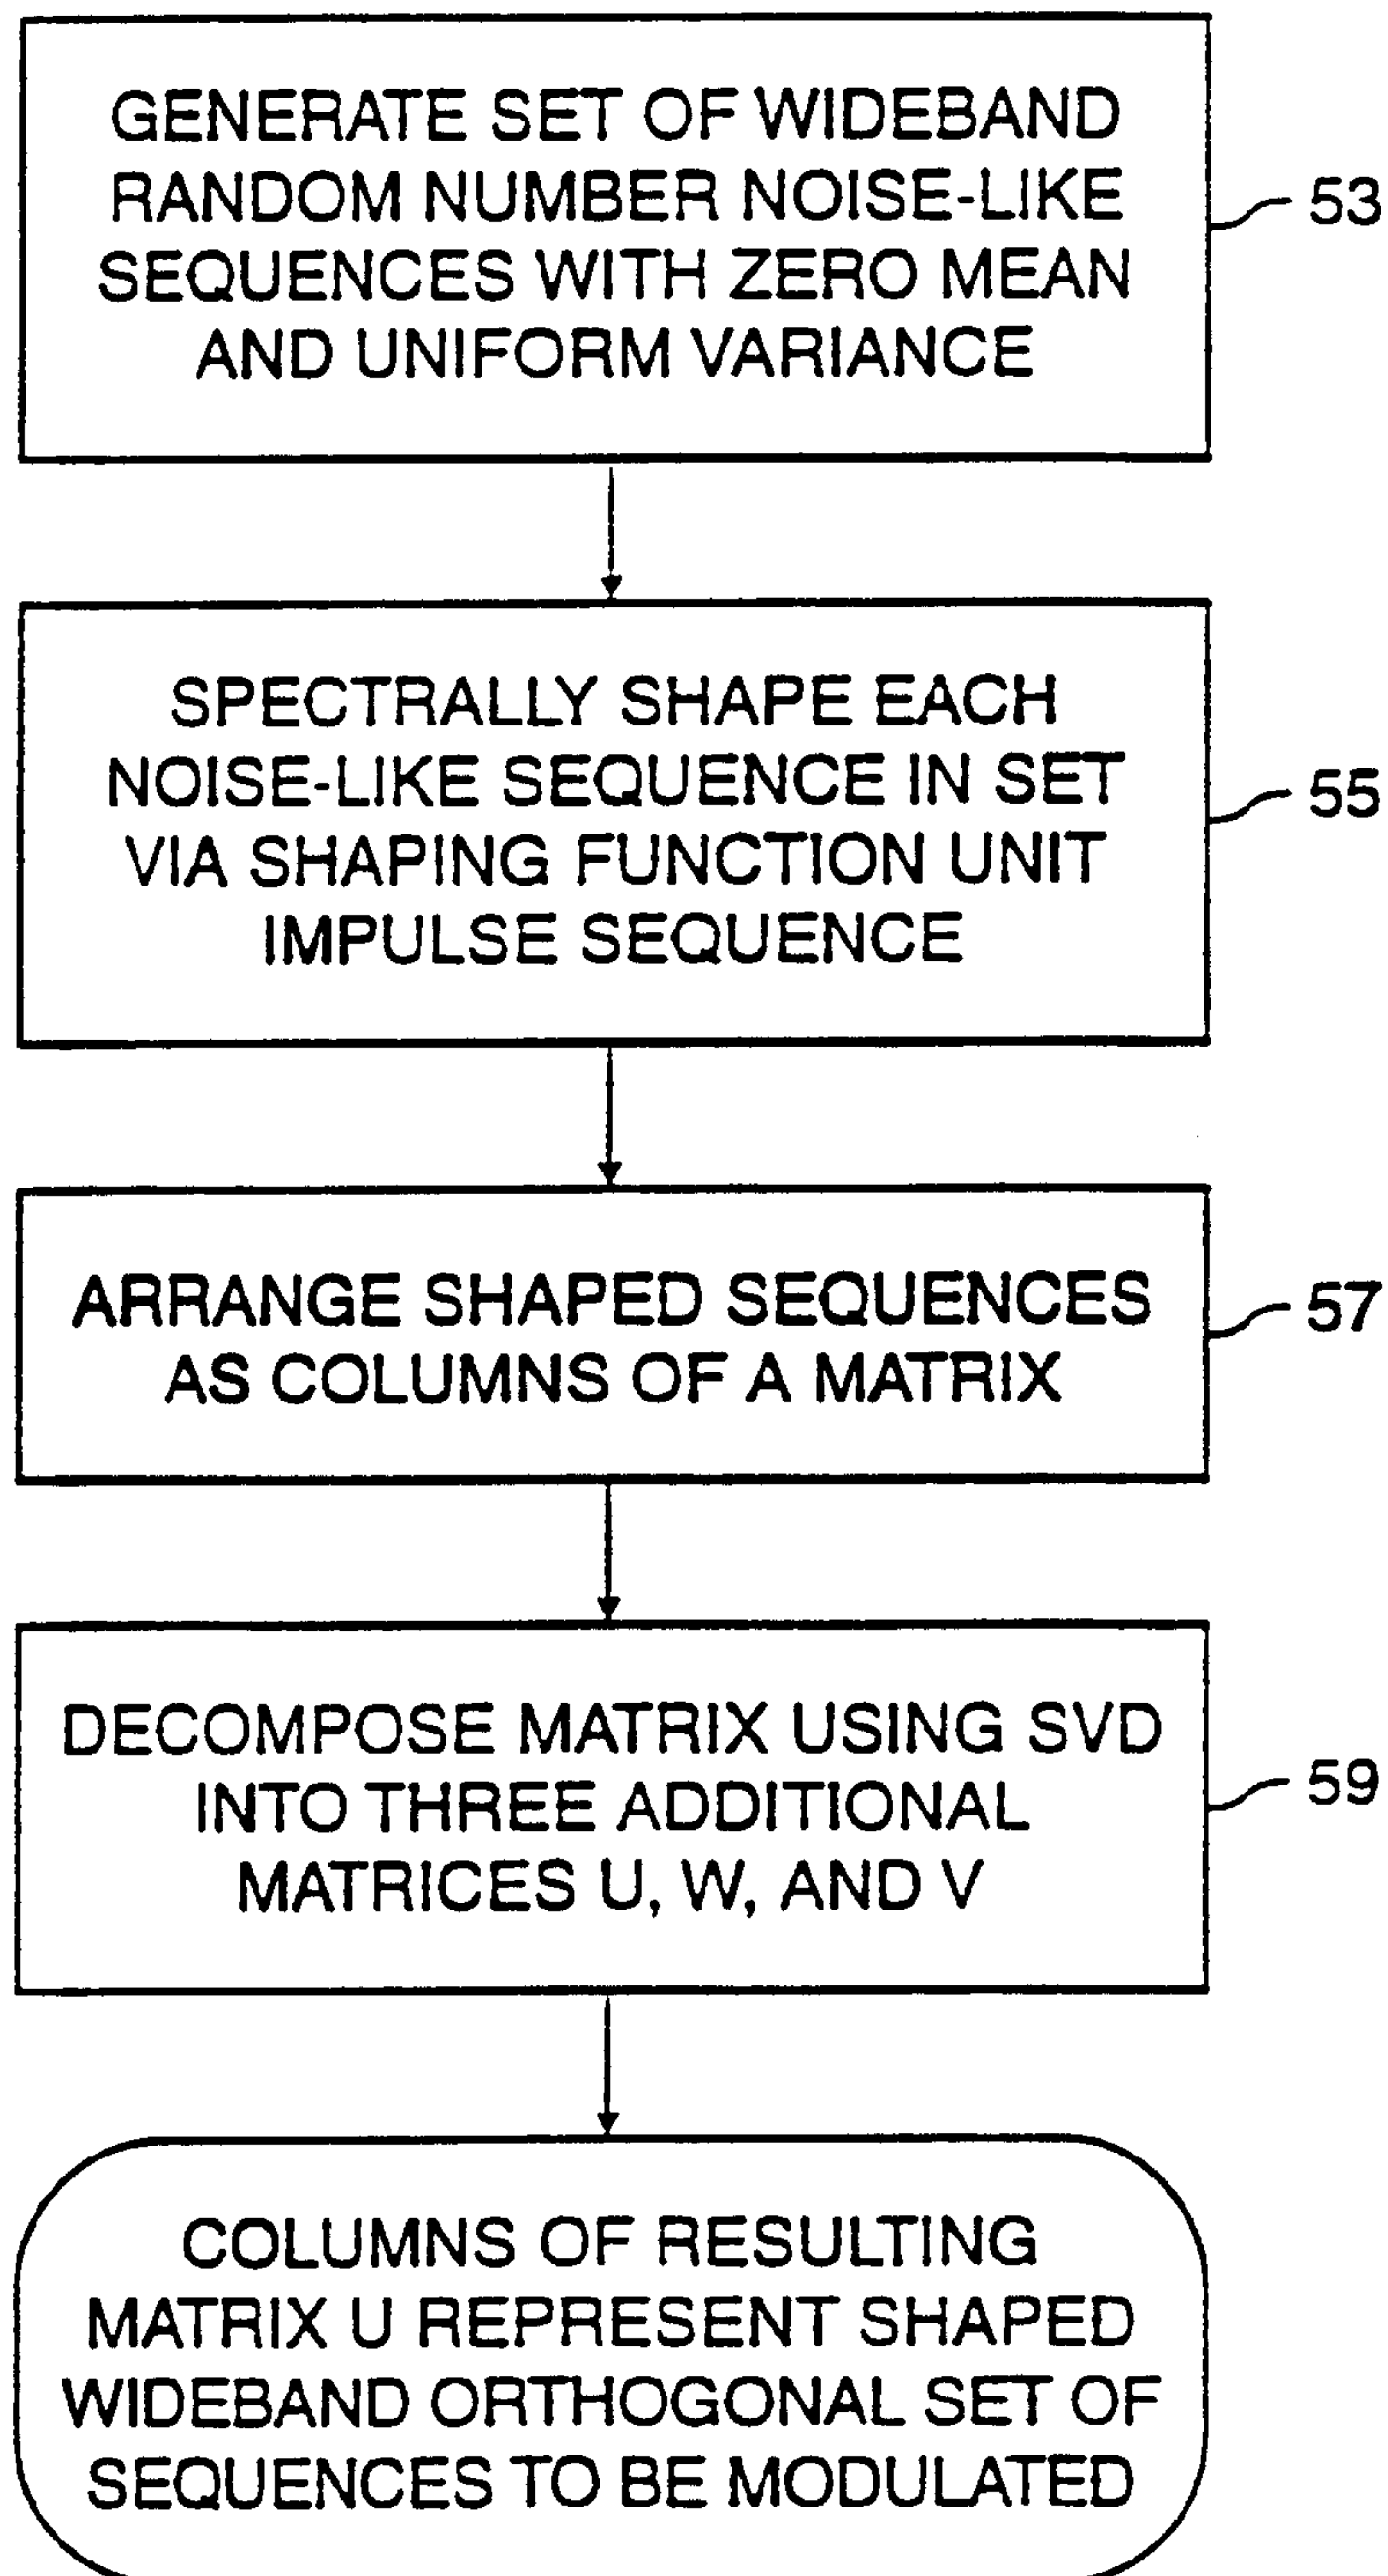 GENERATE SET OF WIDEBAND
RANDOM NUMBER NOISE-LIKE
SEQUENCES WITH ZERO MEAN
AND UNIFORM VARIANCE
53
SPECTRALLY SHAPE EACH
NOISE-LIKE SEQUENCE IN SET
VIA SHAPING FUNCTION UNIT
IMPULSE SEQUENCE
55
ARRANGE SHAPED SEQUENCES
AS COLUMNS OF A MATRIX
57
DECOMPOSE MATRIX USING SVD
INTO THREE ADDITIONAL
MATRICES U, W, AND V
59
COLUMNS OF RESULTING
MATRIX U REPRESENT SHAPED
WIDEBAND ORTHOGONAL SET OF
SEQUENCES TO BE MODULATED